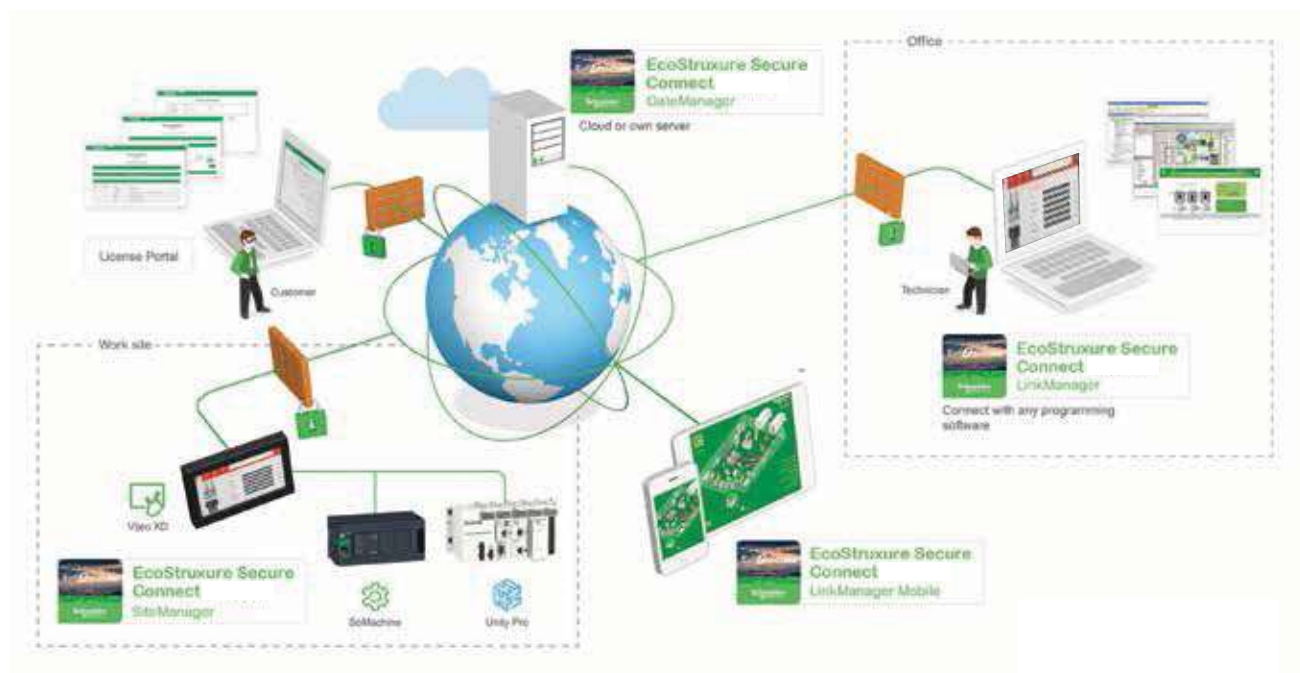 Office
EcoStruxure Secure
Connect
GateManager
Cloud or own server
License Portal
Customer
Technician
Work site
EcoStruxure Secure
Connect
LinkManager
Connect with any programming
software
Vijeo XD
EcoStruxure Secure
Connect
SiteManager
SoMachine
Unity Pro
EcoStruxure Secure
Connect
LinkManager Mobile